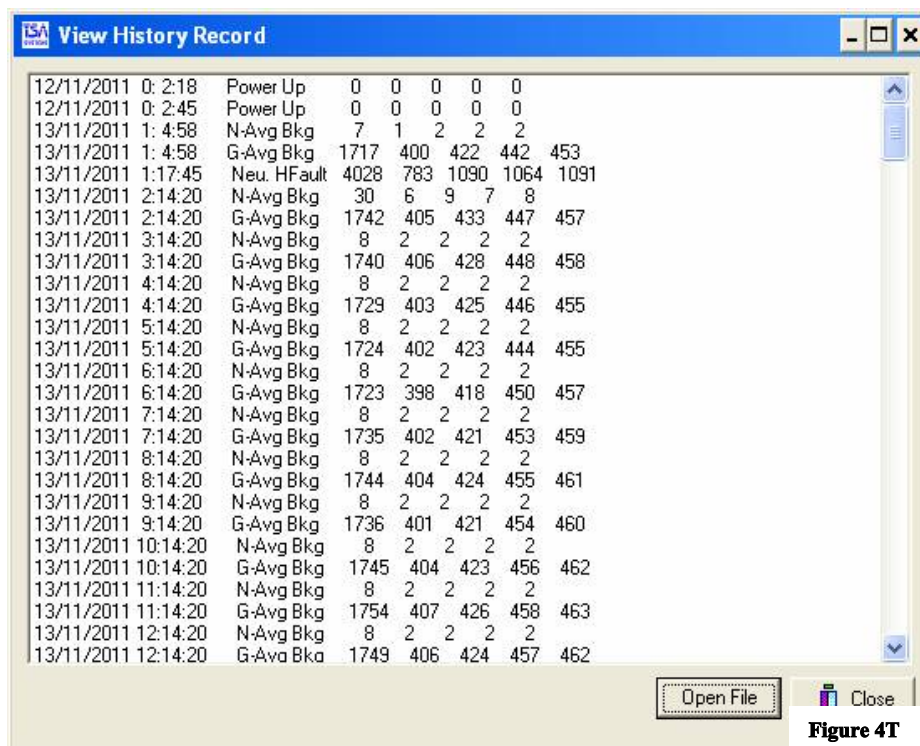 TSA SYSTEMS View History Record
12/11/2011 0: 2:18 Power Up 0 0 0 0 0
12/11/2011 0: 2:45 Power Up 0 0 0 0 0
13/11/2011 1: 4:58 N-Avg Bkg 7 1 2 2 2
13/11/2011 1: 4:58 G-Avg Bkg 1717 400 422 442 453
13/11/2011 1:17:45 Neu. HFault 4028 783 1090 1064 1091
13/11/2011 2:14:20 N-Avg Bkg 30 6 9 7 8
13/11/2011 2:14:20 G-Avg Bkg 1742 405 433 447 457
13/11/2011 3:14:20 N-Avg Bkg 8 2 2 2 2
13/11/2011 3:14:20 G-Avg Bkg 1740 406 428 448 458
13/11/2011 4:14:20 N-Avg Bkg 8 2 2 2 2
13/11/2011 4:14:20 G-Avg Bkg 1729 403 425 446 455
13/11/2011 5:14:20 N-Avg Bkg 8 2 2 2 2
13/11/2011 5:14:20 G-Avg Bkg 1724 402 423 444 455
13/11/2011 6:14:20 N-Avg Bkg 8 2 2 2 2
13/11/2011 6:14:20 G-Avg Bkg 1723 398 418 450 457
13/11/2011 7:14:20 N-Avg Bkg 8 2 2 2 2
13/11/2011 7:14:20 G-Avg Bkg 1735 402 421 453 459
13/11/2011 8:14:20 N-Avg Bkg 8 2 2 2 2
13/11/2011 8:14:20 G-Avg Bkg 1744 404 424 455 461
13/11/2011 9:14:20 N-Avg Bkg 8 2 2 2 2
13/11/2011 9:14:20 G-Avg Bkg 1736 401 421 454 460
13/11/2011 10:14:20 N-Avg Bkg 8 2 2 2 2
13/11/2011 10:14:20 G-Avg Bkg 1745 404 423 456 462
13/11/2011 11:14:20 N-Avg Bkg 8 2 2 2 2
13/11/2011 11:14:20 G-Avg Bkg 1754 407 426 458 463
13/11/2011 12:14:20 N-Avg Bkg 8 2 2 2 2
13/11/2011 12:14:20 G-Avg Bkg 1749 406 424 457 462
Open File Close
Figure 4T